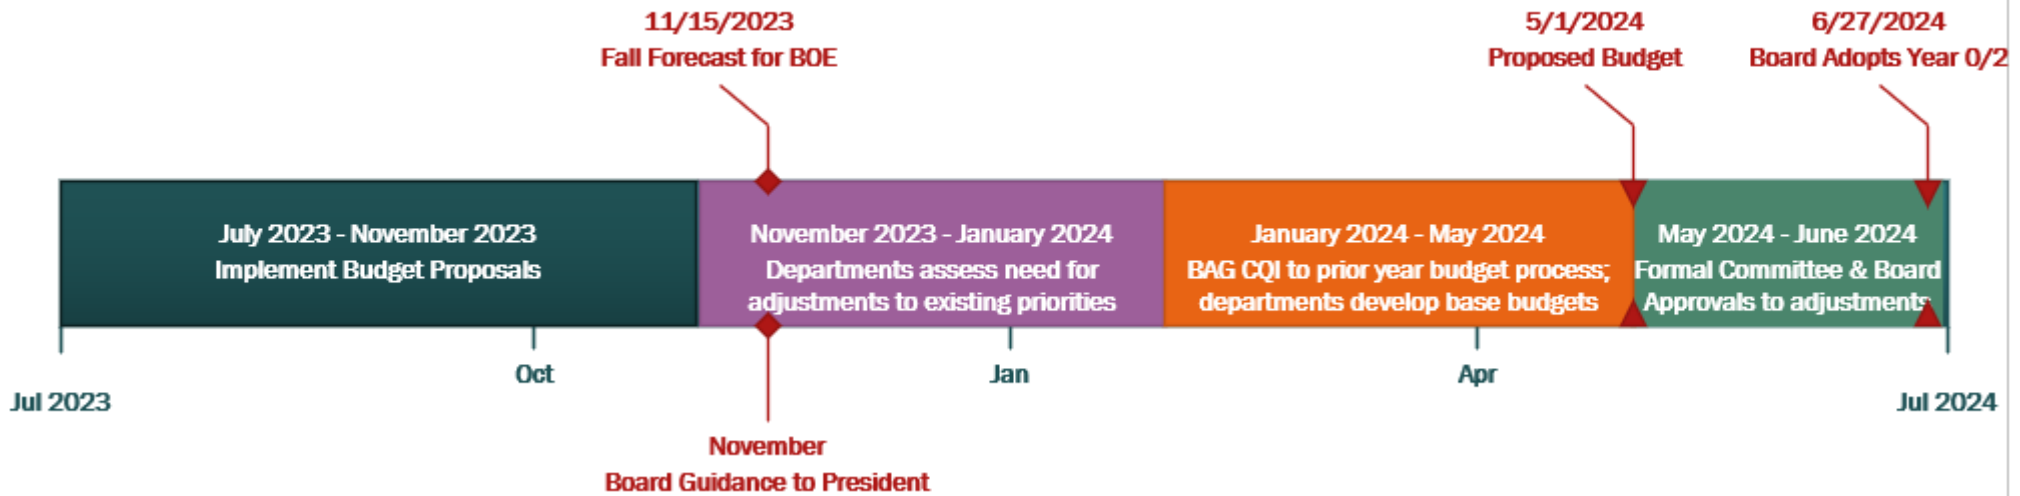 11/15/2023
Fall Forecast for BOE
5/1/2024
Proposed Budget
6/27/2024
Board Adopts Year 0/2
July 2023 - November 2023
Implement Budget Proposals
November 2023 - January 2024
Departments assess need for
adjustments to existing priorities
January 2024 - May 2024
BAG CQI to prior year budget process;
departments develop base budgets
May 2024 - June 2024
Formal Committee & Board
Approvals to adjustments
Jul 2023
Oct
Jan
Apr
Jul 2024
November
Board Guidance to President